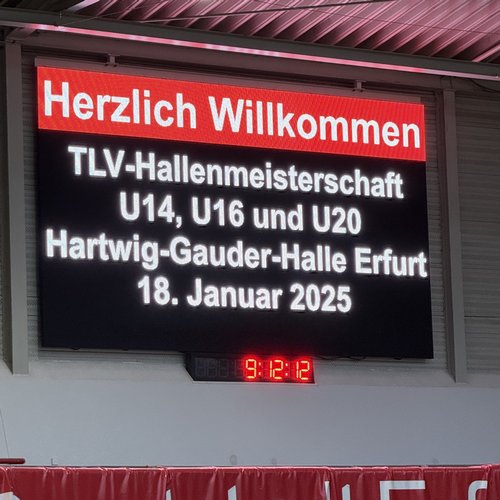 Herzlich Willkommen
TLV-Hallenmeisterschaft
U14, U16 und U20
Hartwig-Gauder-Halle Erfurt
18. Januar 2025
9:12:12